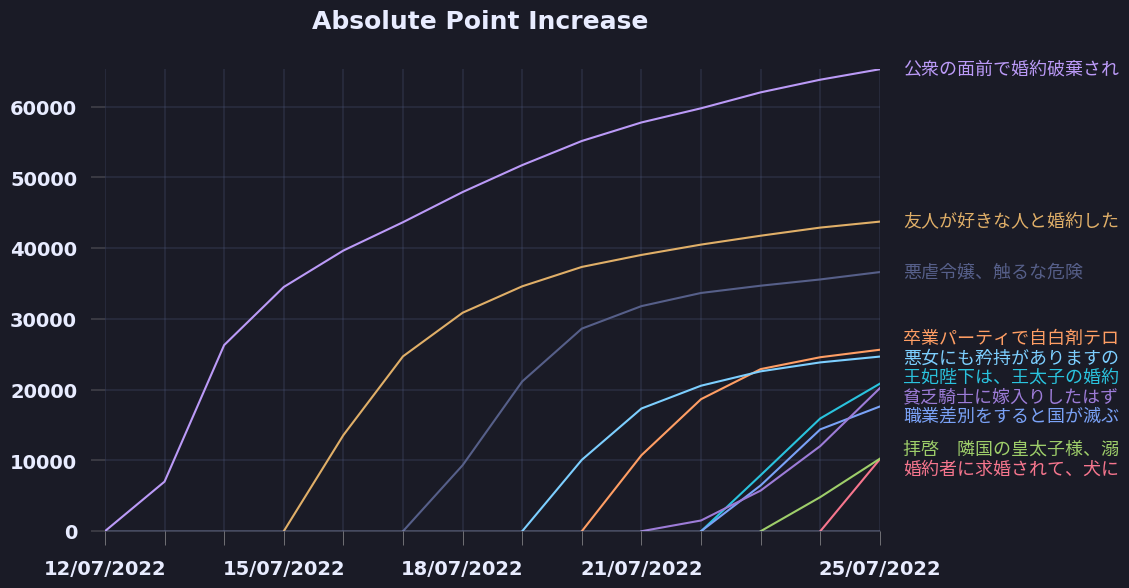 Absolute Point Increase
公衆の面前で婚約破棄され
60000
50000
友人が好きな人と婚約した
40000
悪虐令嬢、触るな危険
30000
卒業パーティで自白剤テロ
悪女にも矜持がありますの
王妃陛下は、王太子の婚約
20000
貧乏騎士に嫁入りしたはず
職業差別をすると国が滅ぶ
拝啓　隣国の皇太子様、溺
10000
婚約者に求婚されて、犬に
0
12/07/2022
15/07/2022
18/07/2022
21/07/2022
25/07/2022